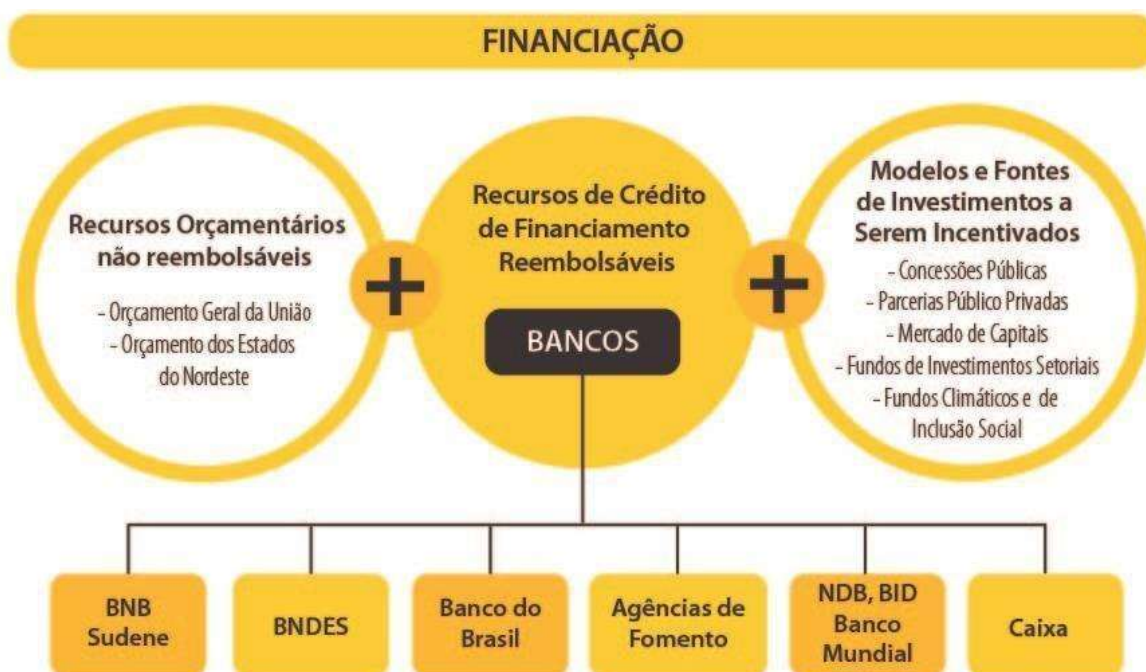 FINANCIAÇÃO
Recursos Orçamentários
não reembolsáveis
- Orçcamento Geral da União
- Orçamento dos Estados
do Nordeste
+
Recursos de Crédito
de Financiamento
Reembolsáveis
BANCOS
+
Modelos e Fontes
de Investimentos a
Serem Incentivados
- Concessões Públicas
- Parcerias Público Privadas
- Mercado de Capitais
- Fundos de Investimentos Setoriais
- Fundos Climáticos e de
Inclusão Social
BNB
Sudene
BNDES
Banco do
Brasil
Agências de
Fomento
NDB, BID
Banco
Mundial
Caixa